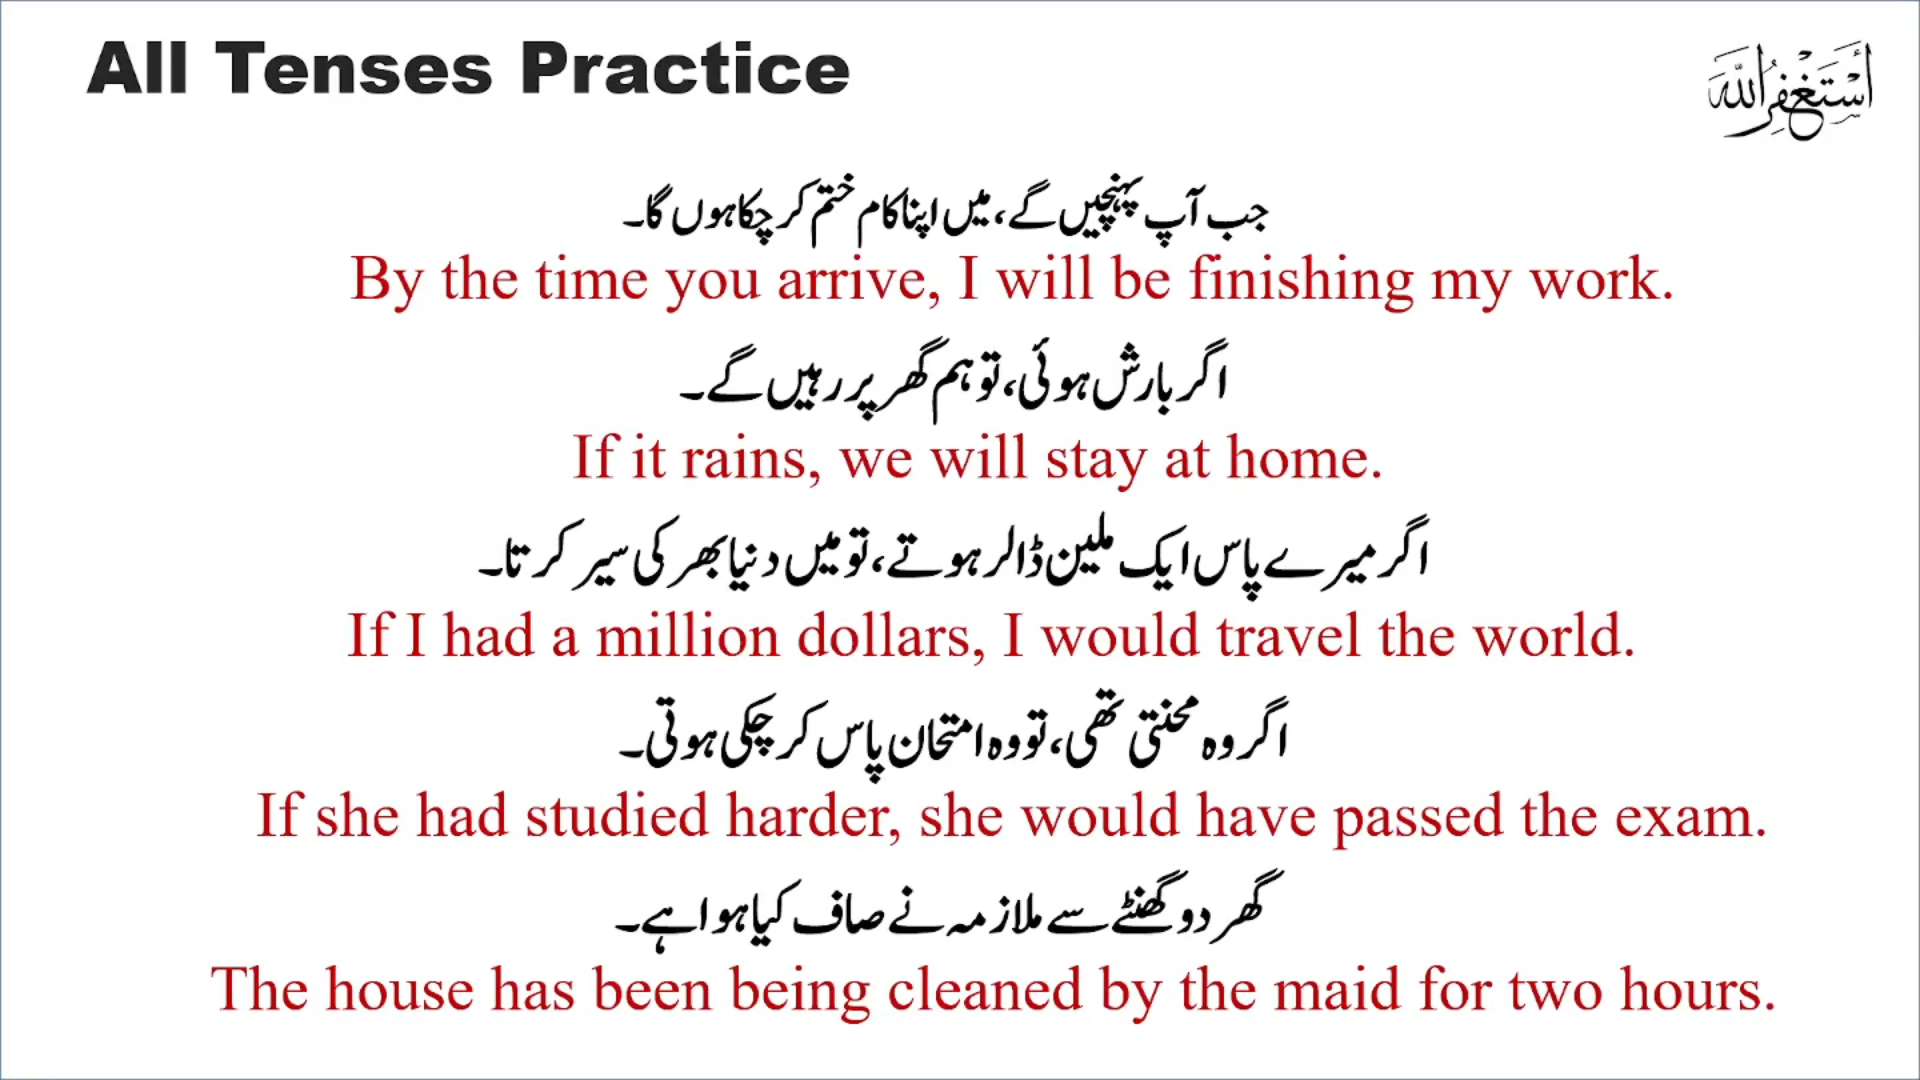 All Tenses Practice
أَسْتَغْفِرُ اللّٰه
جب آپ پہنچیں گے، میں اپنا کام ختم کر چکا ہوں گا۔
By the time you arrive, I will be finishing my work.
اگر بارش ہوئی، تو ہم گھر پر رہیں گے۔
If it rains, we will stay at home.
اگر میرے پاس ایک ملین ڈالر ہوتے، تو میں دنیا بھر کی سیر کرتا۔
If I had a million dollars, I would travel the world.
اگر وہ محنتی تھی، تو وہ امتحان پاس کر چکی ہوتی۔
If she had studied harder, she would have passed the exam.
گھر دو گھنٹے سے ملازمہ نے صاف کیا ہوا ہے۔
The house has been being cleaned by the maid for two hours.